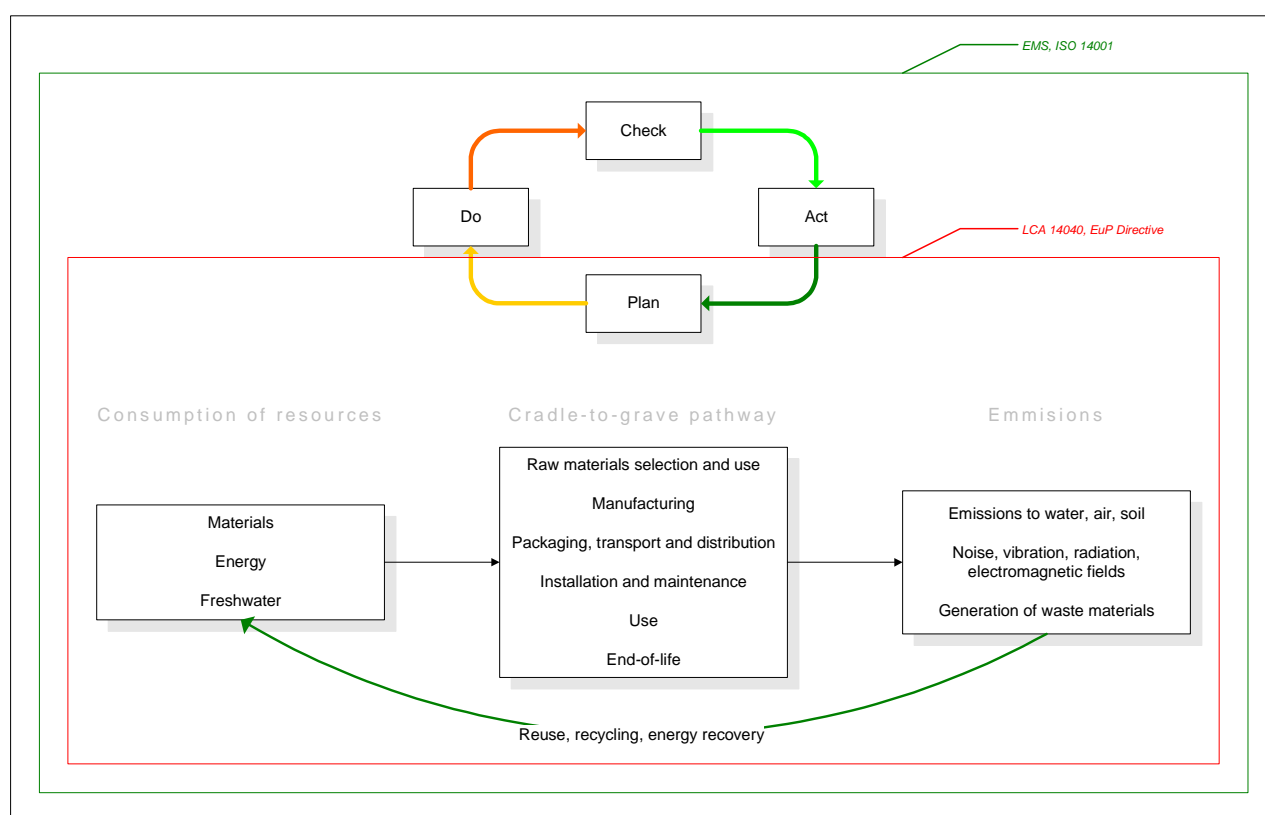 EMS, ISO 14001
Check
Do
Act
LCA 14040, EuP Directive
Plan
Consumption of resources
Cradle-to-grave pathway
Emmisions
Materials
Energy
Freshwater
Raw materials selection and use
Manufacturing
Packaging, transport and distribution
Installation and maintenance
Use
End-of-life
Emissions to water, air, soil
Noise, vibration, radiation,
electromagnetic fields
Generation of waste materials
Reuse, recycling, energy recovery